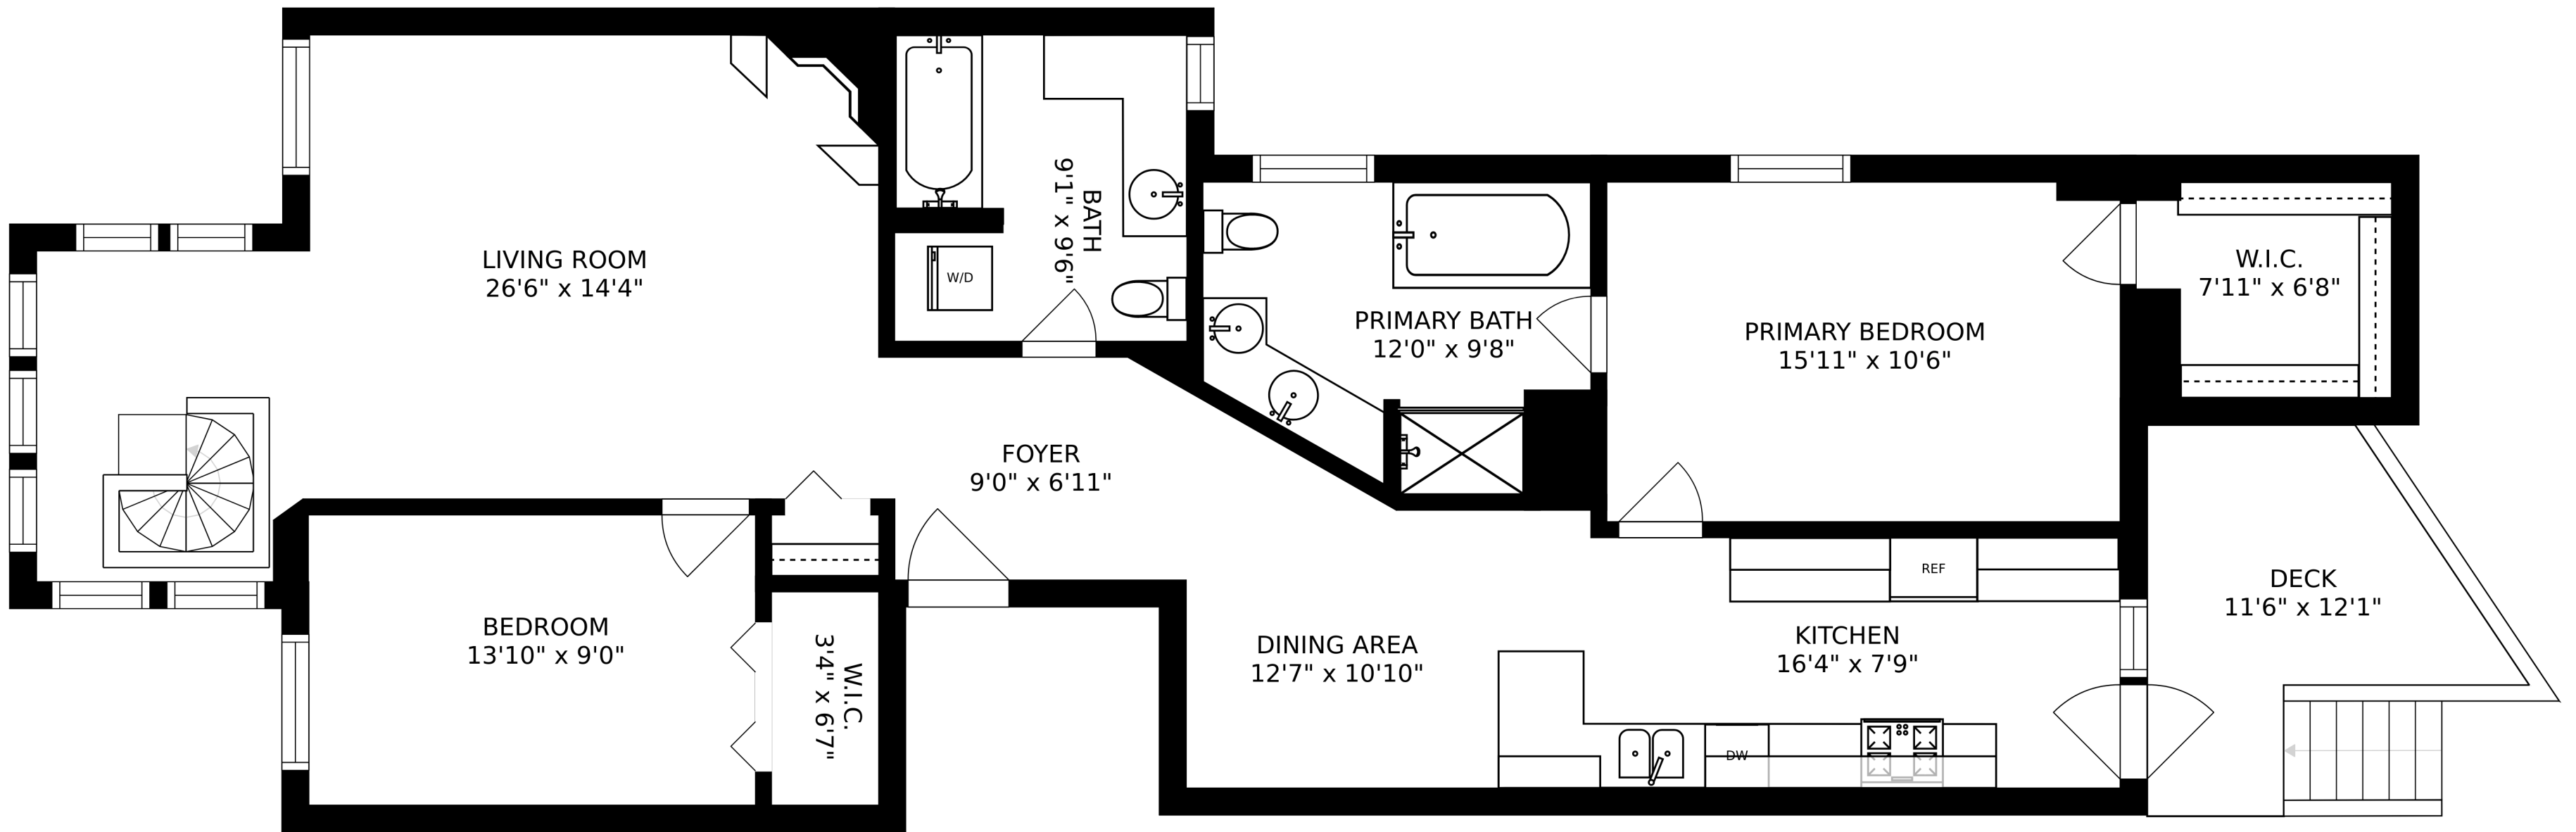 LIVING ROOM
26'6" x 14'4"
BATH
9'1" x 9'6"
W/D
PRIMARY BATH
12'0" x 9'8"
PRIMARY BEDROOM
15'11" x 10'6"
W.I.C.
7'11" x 6'8"
FOYER
9'0" x 6'11"
BEDROOM
13'10" x 9'0"
W.I.C.
3'4" x 6'7"
DINING AREA
12'7" x 10'10"
REF
KITCHEN
16'4" x 7'9"
DW
DECK
11'6" x 12'1"